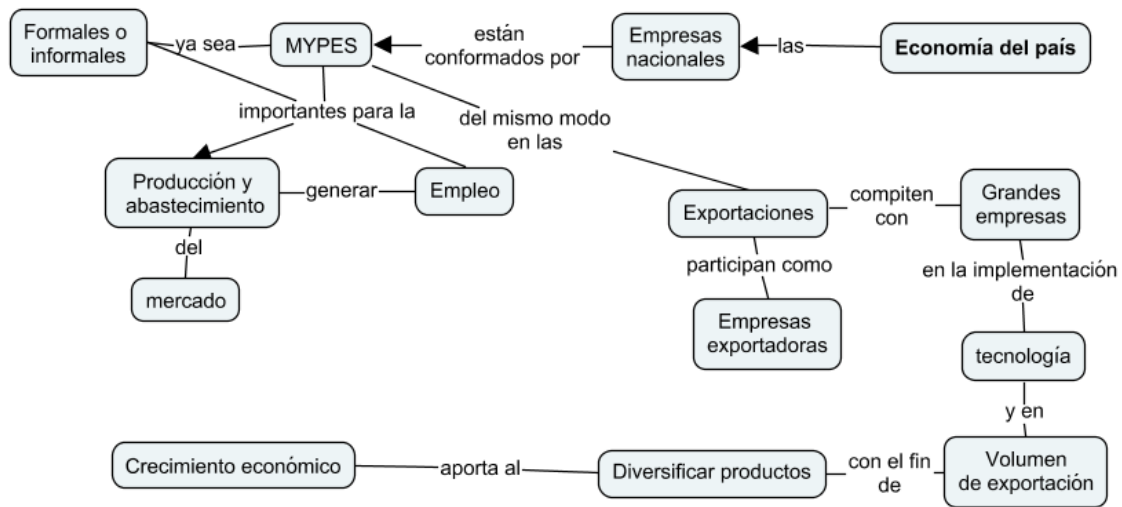 Formales o
informales
ya sea
MYPES
están
conformados por
Empresas
nacionales
las
Economía del país
importantes para la
del mismo modo
en las
Producción y
abastecimiento
generar
Empleo
Exportaciones
compiten
con
Grandes
empresas
del
mercado
participan como
Empresas
exportadoras
en la implementación
de
tecnología
y en
Volumen
de exportación
con el fin
de
Diversificar productos
aporta al
Crecimiento económico